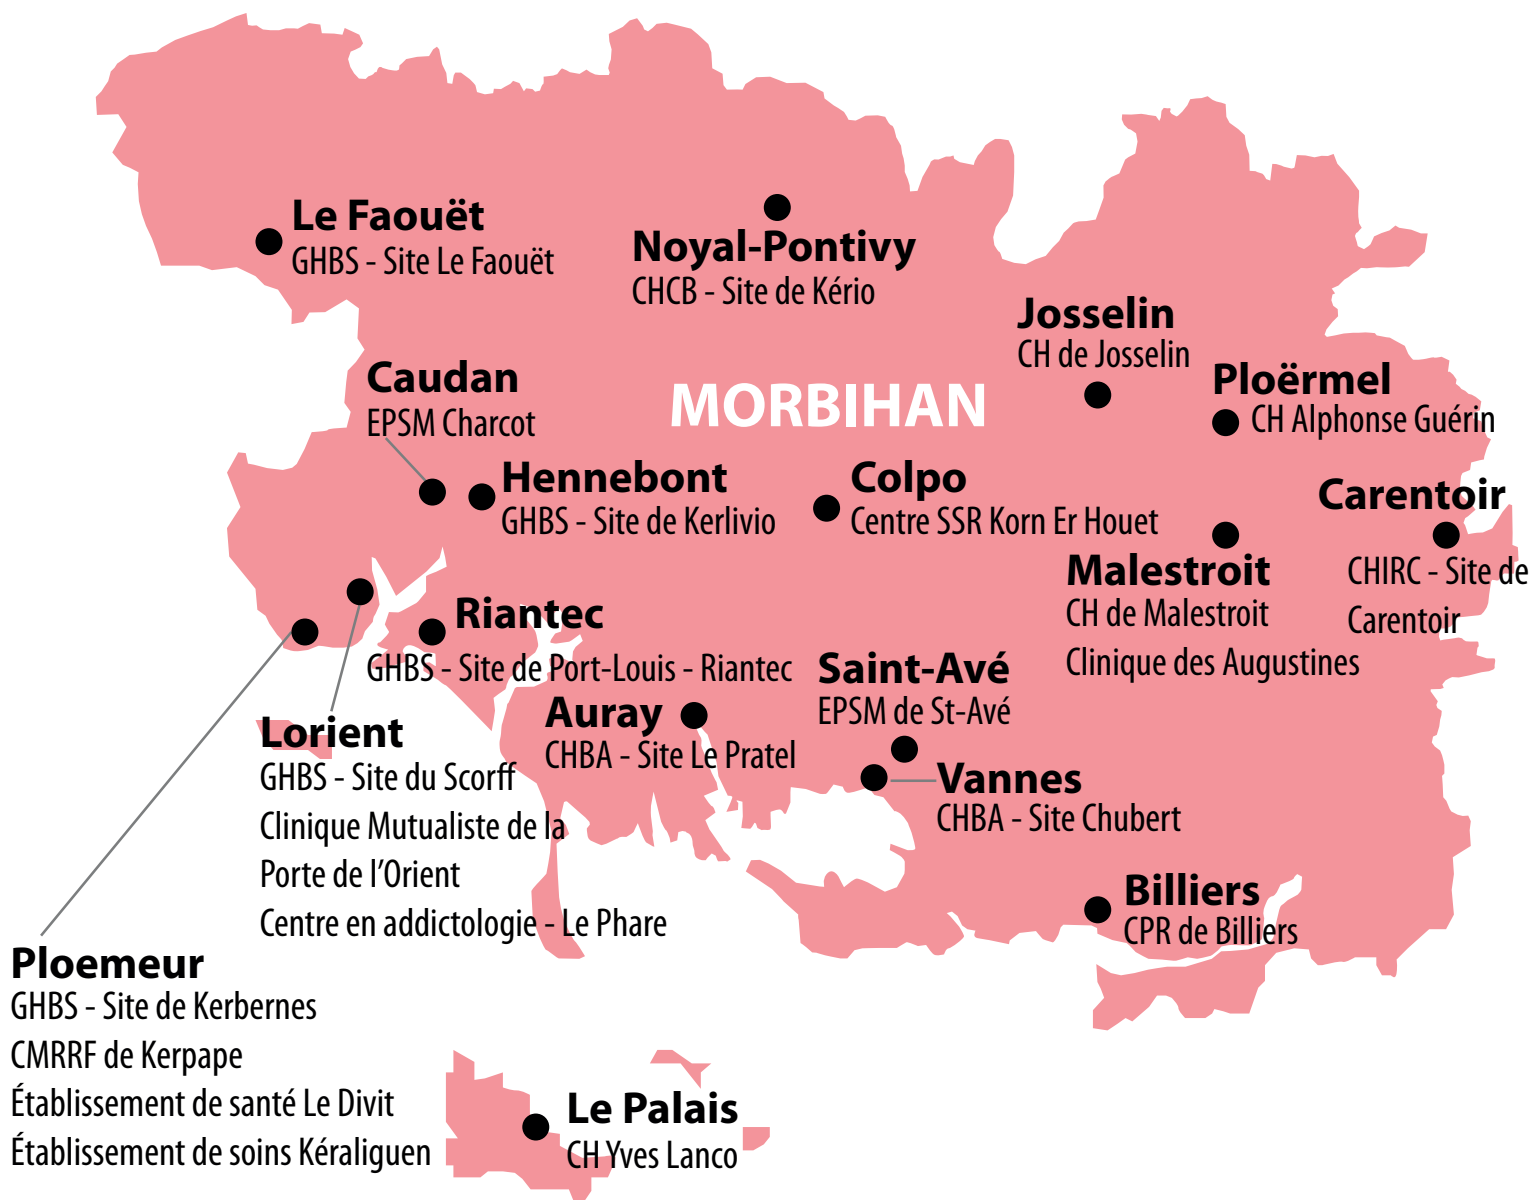 Le Faouët
GHBS - Site Le Faouët
Noyal-Pontivy
CHCB - Site de Kério
Josselin
CH de Josselin
Ploërmel
CH Alphonse Guérin
Caudan
EPSM Charcot
MORBIHAN
Hennebont
GHBS - Site de Kerlivio
Colpo
Centre SSR Korn Er Houet
Carentoir
CHIRC - Site de
Carentoir
Malestroit
CH de Malestroit
Clinique des Augustines
Riantec
GHBS - Site de Port-Louis - Riantec
Saint-Avé
EPSM de St-Avé
Auray
CHBA - Site Le Pratel
Lorient
GHBS - Site du Scorff
Clinique Mutualiste de la
Porte de l'Orient
Centre en addictologie - Le Phare
Vannes
CHBA - Site Chubert
Billiers
CPR de Billiers
Ploemeur
GHBS - Site de Kerbernes
CMRRF de Kerpape
Établissement de santé Le Divit
Établissement de soins Kéraliguen
Le Palais
CH Yves Lanco